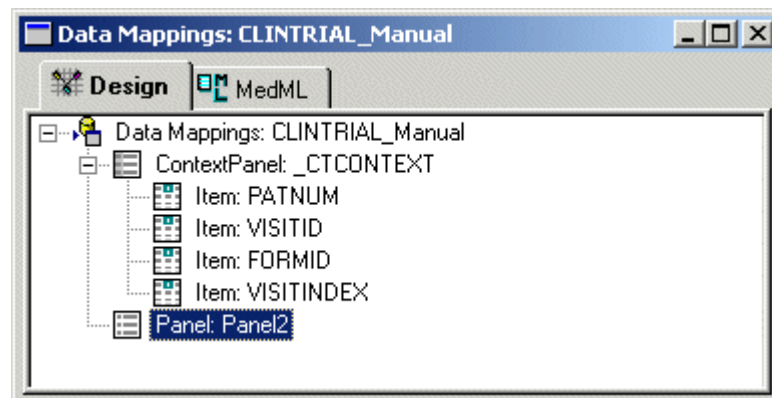 Data Mappings: CLINTRIAL_Manual
Design MedML
Data Mappings: CLINTRIAL_Manual
ContextPanel: _CTCONTEXT
Item: PATNUM
Item: VISITID
Item: FORMID
Item: VISITINDEX
Panel: Panel2